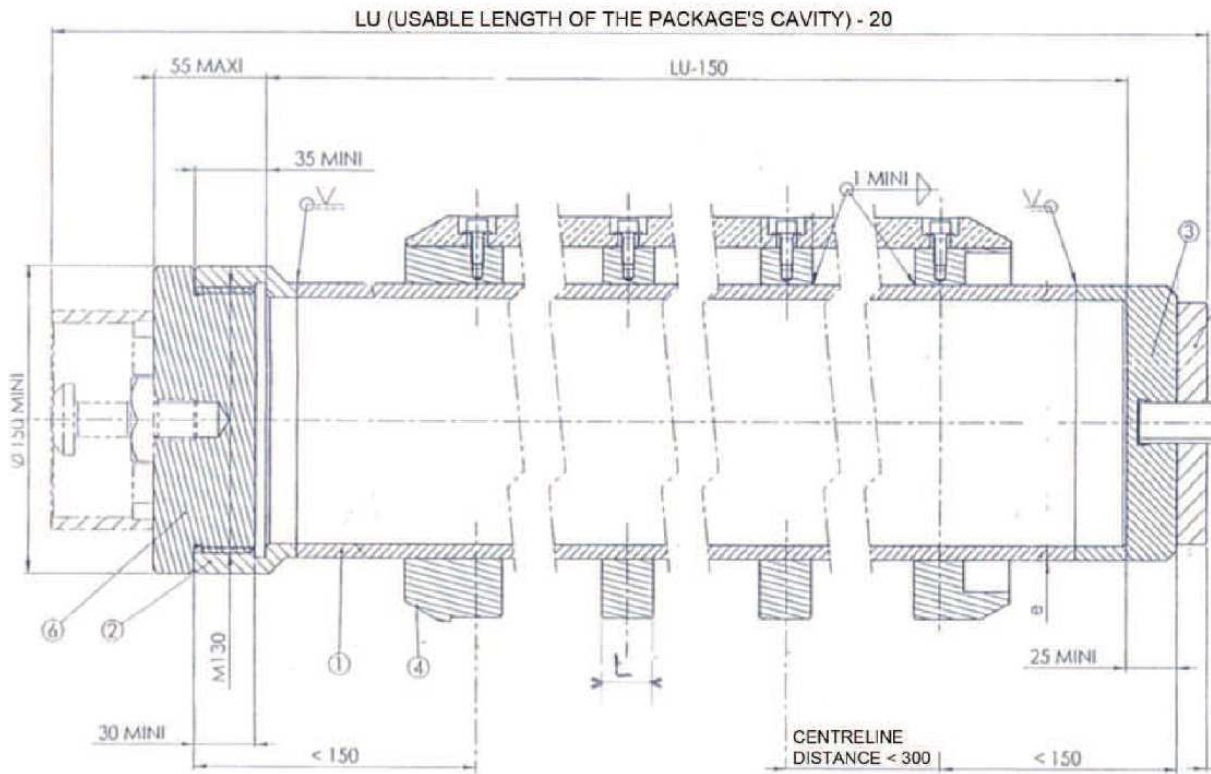 LU (USABLE LENGTH OF THE PACKAGE'S CAVITY) - 20
55 MAXI
LU-150
35 MINI
1 MINI
3
Ø 150 MINI
6
2
M130
1
4
L
e
25 MINI
30 MINI
< 150
CENTRELINE
DISTANCE < 300
< 150